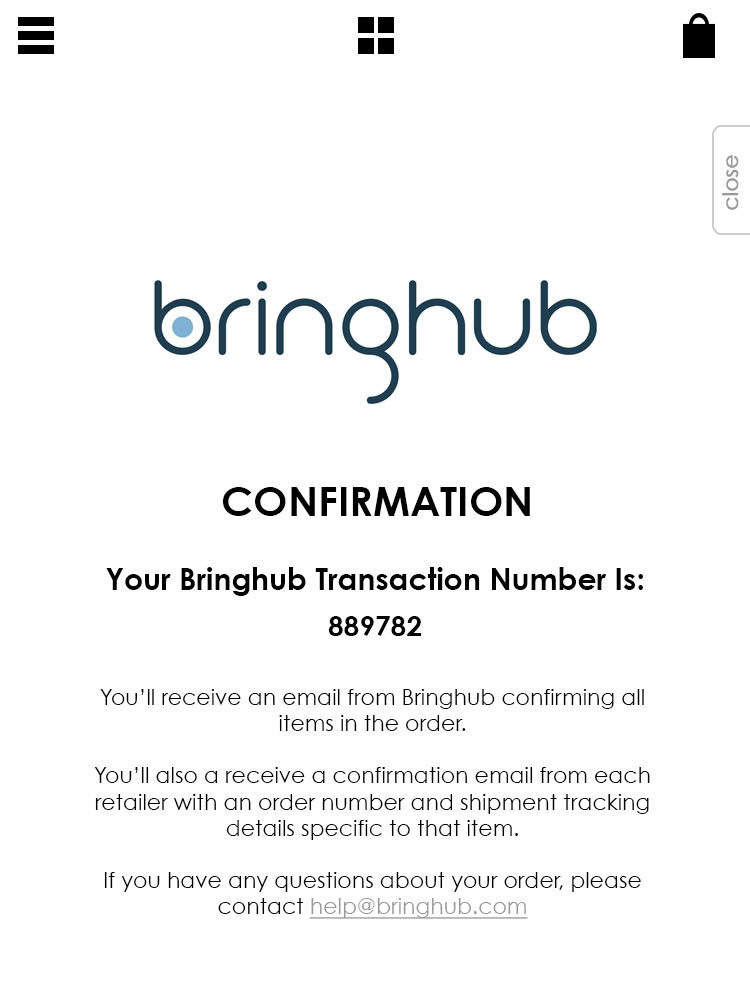 close
bringhub
CONFIRMATION
Your Bringhub Transaction Number Is:
889782
You’ll receive an email from Bringhub confirming all
items in the order.
You’ll also a receive a confirmation email from each
retailer with an order number and shipment tracking
details specific to that item.
If you have any questions about your order, please
contact help@bringhub.com